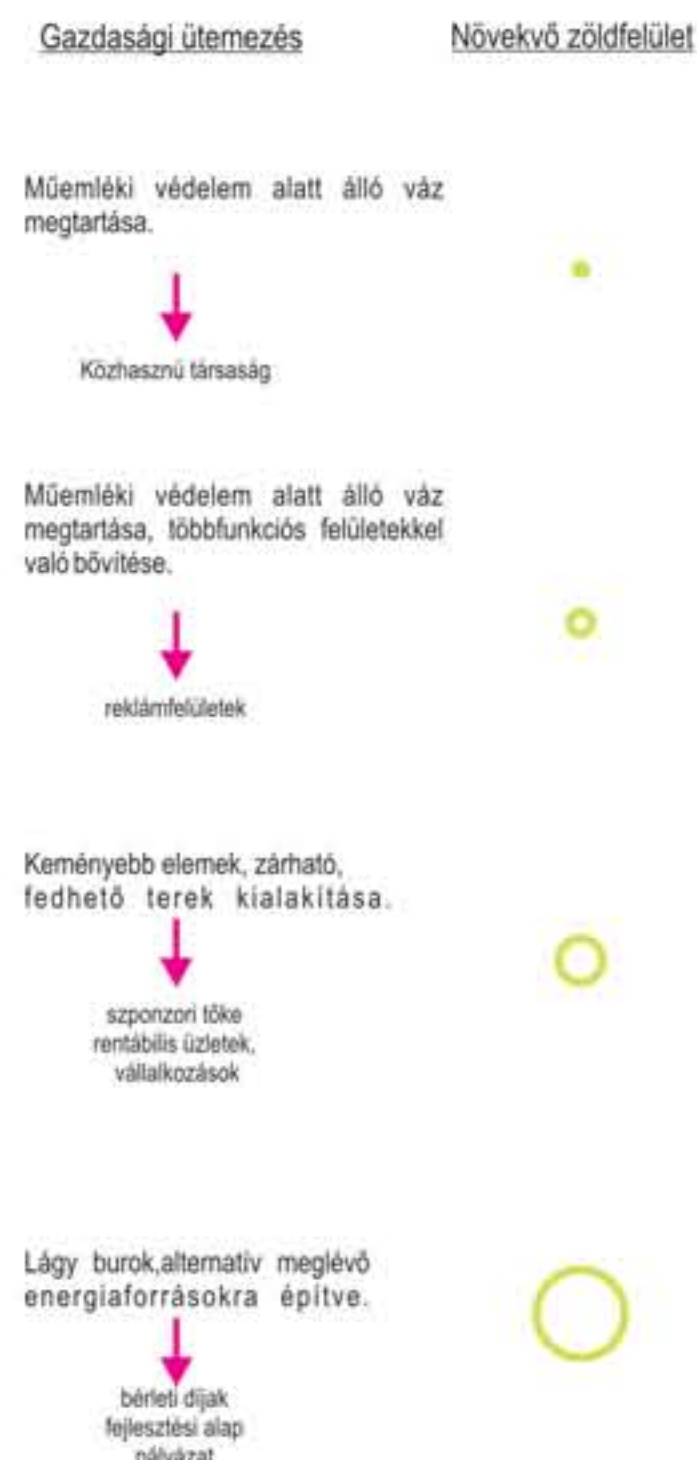 Gazdasági ütemezés
Növekvő zöldfelület
Műemléki védelem alatt álló váz
megtartása.
Közhasznú társaság
Műemléki védelem alatt álló váz
megtartása, többfunkciós felületekkel
való bővítése.
reklámfelületek
Keményebb elemek, zárható,
fedhető terek kialakítása.
szponzori tőke
rentábilis üzletek,
vállalkozások
Lágy burok,alternatív meglévő
energiaforrásokra építve.
bérleti díjak
fejlesztési alap
pályázat